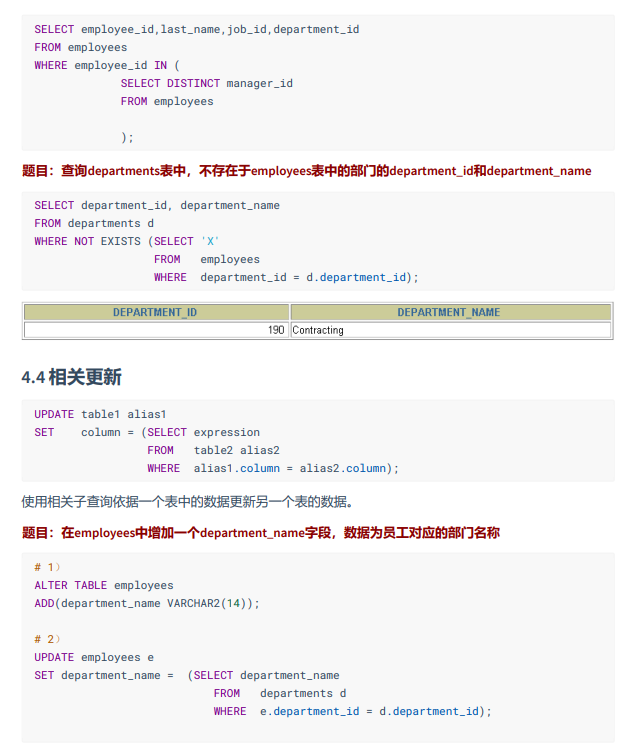 SELECT employee_id,last_name,job_id,department_id
FROM employees
WHERE employee_id IN (
SELECT DISTINCT manager_id
FROM employees
);
题目：查询departments表中，不存在于employees表中的部门的department_id和department_name
SELECT department_id, department_name
FROM departments d
WHERE NOT EXISTS (SELECT 'X'
FROM employees
WHERE department_id = d.department_id);
DEPARTMENT_ID DEPARTMENT_NAME
190 Contracting
4.4 相关更新
UPDATE table1 alias1
SET column = (SELECT expression
FROM table2 alias2
WHERE alias1.column = alias2.column);
使用相关子查询依据一个表中的数据更新另一个表的数据。
题目：在employees中增加一个department_name字段，数据为员工对应的部门名称
# 1）
ALTER TABLE employees
ADD(department_name VARCHAR2(14));
# 2）
UPDATE employees e
SET department_name = (SELECT department_name
FROM departments d
WHERE e.department_id = d.department_id);